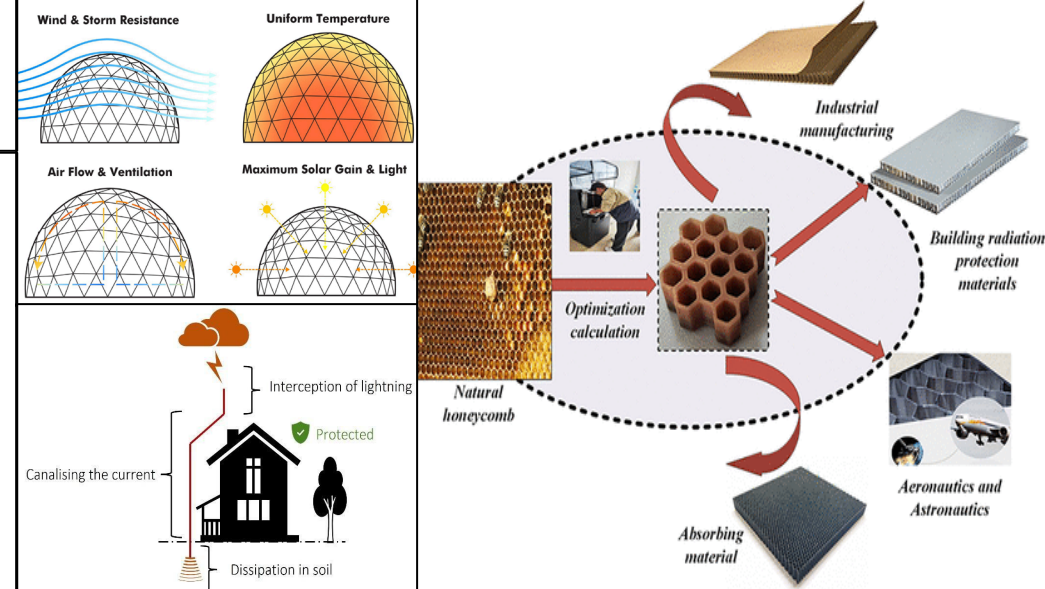 Wind & Storm Resistance
Uniform Temperature
Air Flow & Ventilation
Maximum Solar Gain & Light
Interception of lightning
Protected
Canalising the current
Dissipation in soil
Natural
honeycomb
Optimization
calculation
Industrial
manufacturing
Building radiation
protection
materials
Aeronautics and
Astronautics
Absorbing
material